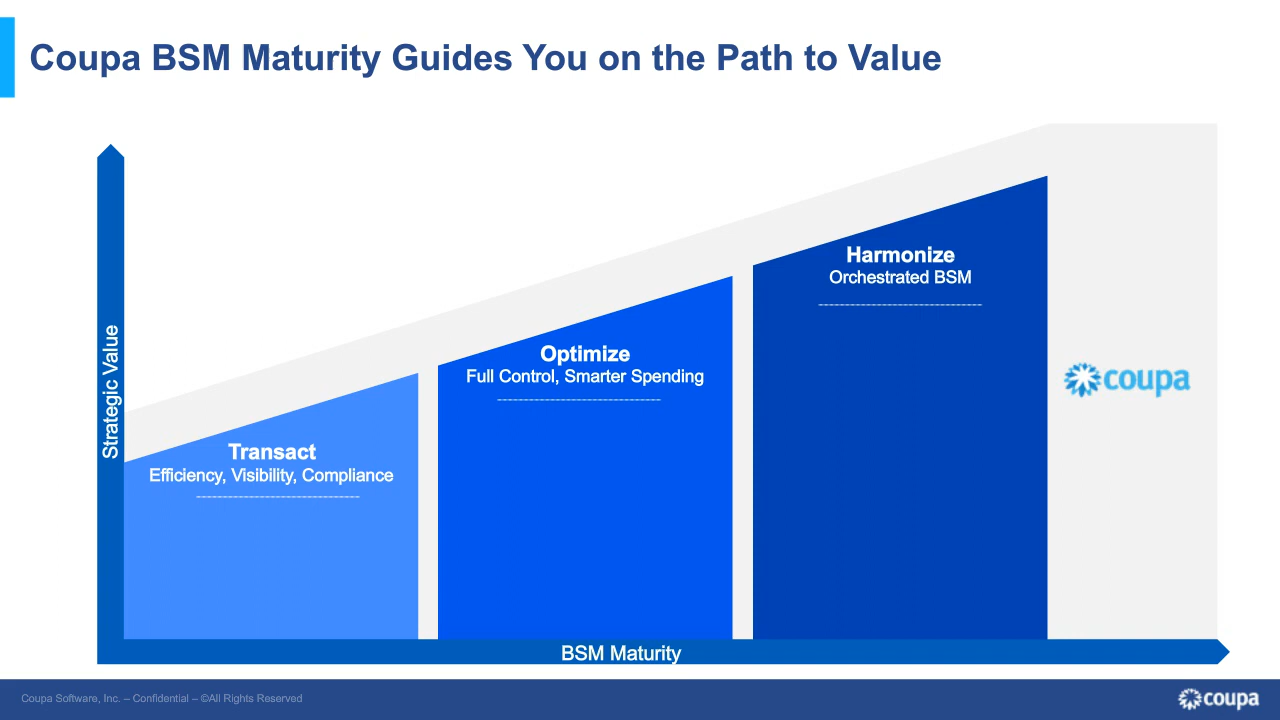 Coupa BSM Maturity Guides You on the Path to Value
Strategic Value
Transact
Efficiency, Visibility, Compliance
-------------------------------
Optimize
Full Control, Smarter Spending
-------------------------------
Harmonize
Orchestrated BSM
-------------------------------
coupa
BSM Maturity
Coupa Software, Inc. – Confidential – ©All Rights Reserved
coupa